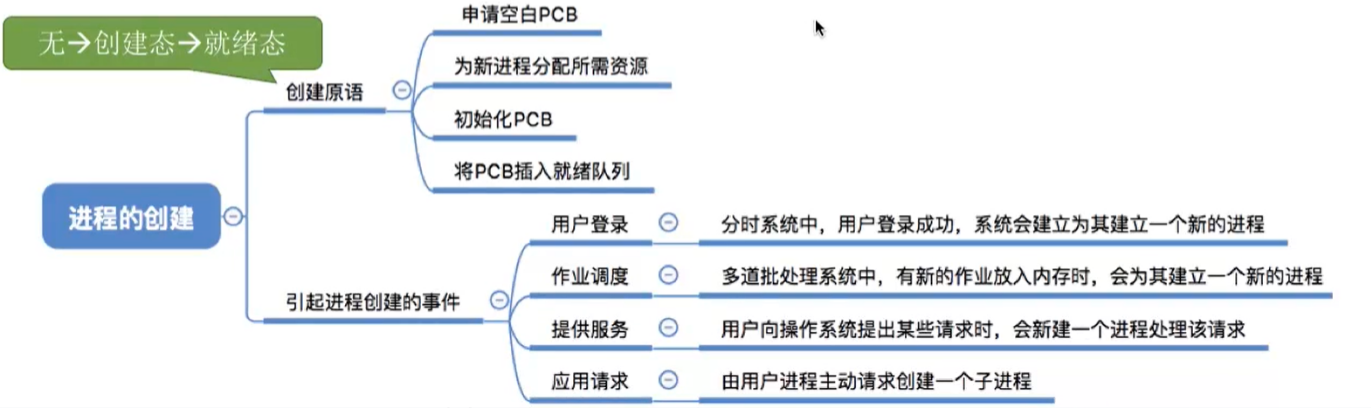 无→创建态→就绪态
申请空白PCB
为新进程分配所需资源
创建原语
初始化PCB
将PCB插入就绪队列
进程的创建
用户登录
分时系统中，用户登录成功，系统会建立为其建立一个新的进程
作业调度
多道批处理系统中，有新的作业放入内存时，会为其建立一个新的进程
引起进程创建的事件
提供服务
用户向操作系统提出某些请求时，会新建一个进程处理该请求
应用请求
由用户进程主动请求创建一个子进程